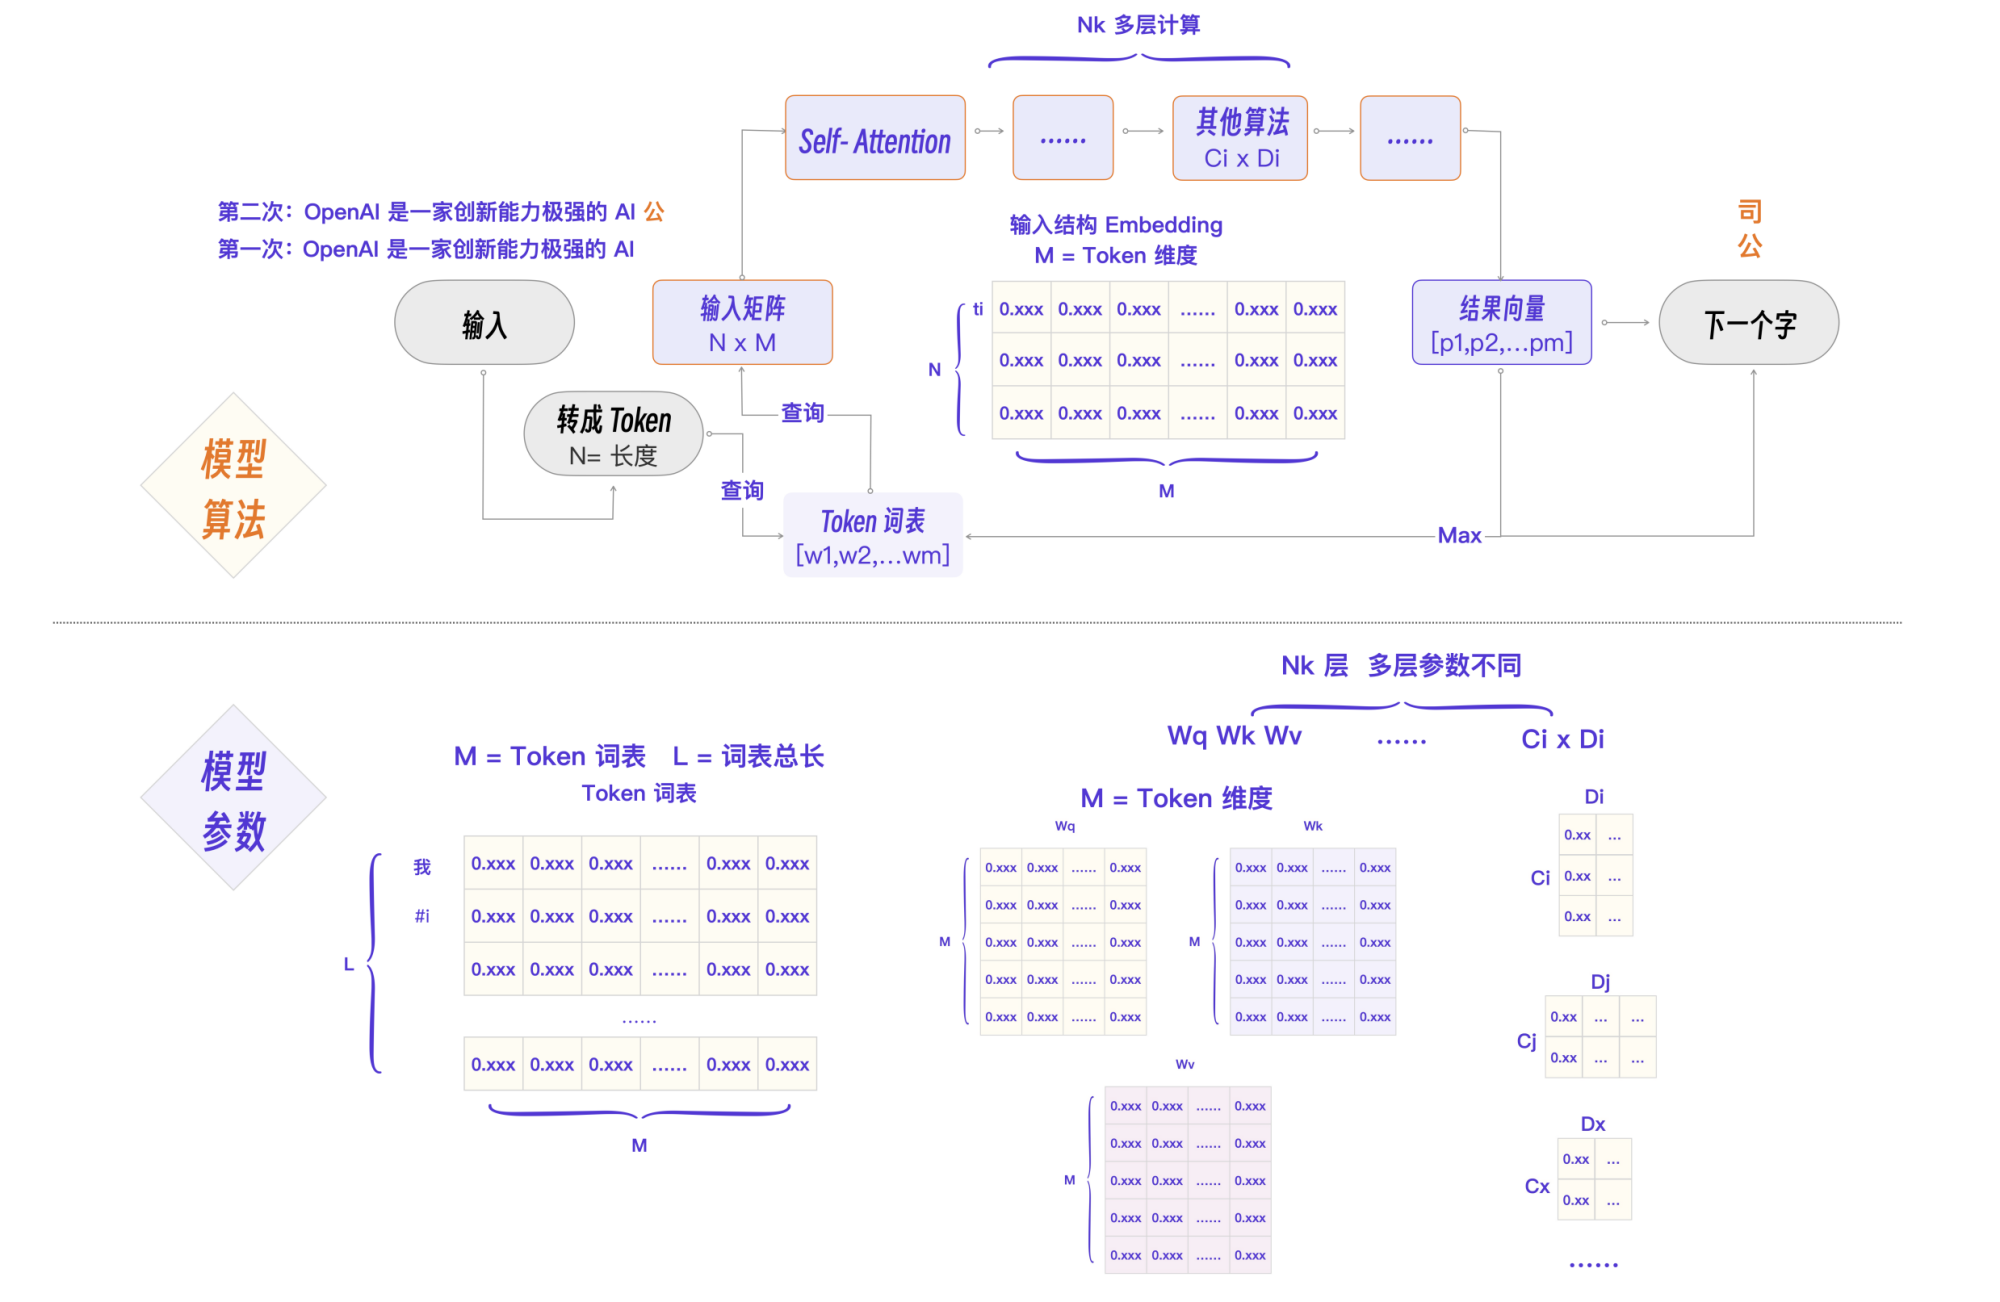 Nk 多层计算
Self- Attention
......
其他算法
Ci x Di
......
第二次：OpenAI 是一家创新能力极强的 AI 公
第一次：OpenAI 是一家创新能力极强的 AI
输入结构 Embedding
M = Token 维度
司
公
输入
输入矩阵
N x M
ti
0.xxx 0.xxx 0.xxx ...... 0.xxx 0.xxx
N
0.xxx 0.xxx 0.xxx ...... 0.xxx 0.xxx
0.xxx 0.xxx 0.xxx ...... 0.xxx 0.xxx
M
结果向量
[p1,p2,...pm]
下一个字
转成 Token
N= 长度
查询
查询
Token 词表
[w1,w2,...wm]
Max
模型
算法
Nk 层 多层参数不同
Wq Wk Wv ...... Ci x Di
模型
参数
M = Token 词表 L = 词表总长
Token 词表
L
我
0.xxx 0.xxx 0.xxx ...... 0.xxx 0.xxx
#i
0.xxx 0.xxx 0.xxx ...... 0.xxx 0.xxx
0.xxx 0.xxx 0.xxx ...... 0.xxx 0.xxx
......
0.xxx 0.xxx 0.xxx ...... 0.xxx 0.xxx
M
M = Token 维度
Wq
M
0.xxx 0.xxx ...... 0.xxx
0.xxx 0.xxx ...... 0.xxx
0.xxx 0.xxx ...... 0.xxx
0.xxx 0.xxx ...... 0.xxx
0.xxx 0.xxx ...... 0.xxx
Wk
M
0.xxx 0.xxx ...... 0.xxx
0.xxx 0.xxx ...... 0.xxx
0.xxx 0.xxx ...... 0.xxx
0.xxx 0.xxx ...... 0.xxx
0.xxx 0.xxx ...... 0.xxx
Wv
M
0.xxx 0.xxx ...... 0.xxx
0.xxx 0.xxx ...... 0.xxx
0.xxx 0.xxx ...... 0.xxx
0.xxx 0.xxx ...... 0.xxx
0.xxx 0.xxx ...... 0.xxx
Di
Ci
0.xx ...
0.xx ...
0.xx ...
Dj
Cj
0.xx ... ...
0.xx ... ...
Dx
Cx
0.xx ...
0.xx ...
......